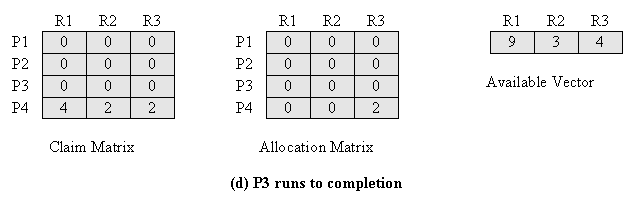 R1 R2 R3 R1 R2 R3 R1 R2 R3
P1 0 0 0 P1 0 0 0 9 3 4
P2 0 0 0 P2 0 0 0
P3 0 0 0 P3 0 0 0
P4 4 2 2 P4 0 0 2
Available Vector
Claim Matrix Allocation Matrix
(d) P3 runs to completion